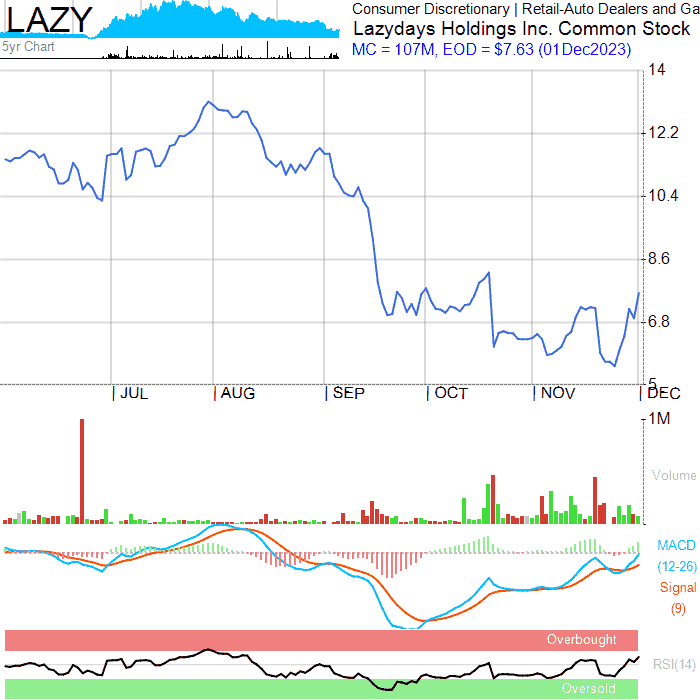 LAZY
5yr Chart
Consumer Discretionary | Retail-Auto Dealers and Ga
Lazydays Holdings Inc. Common Stock
MC = 107M, EOD = $7.63 (01Dec2023)
14
12.2
10.4
8.6
6.8
5
| JUL | AUG | SEP | OCT | NOV | DEC
1M
Volume
MACD
(12-26)
Signal
(9)
Overbought
RSI(14)
Oversold